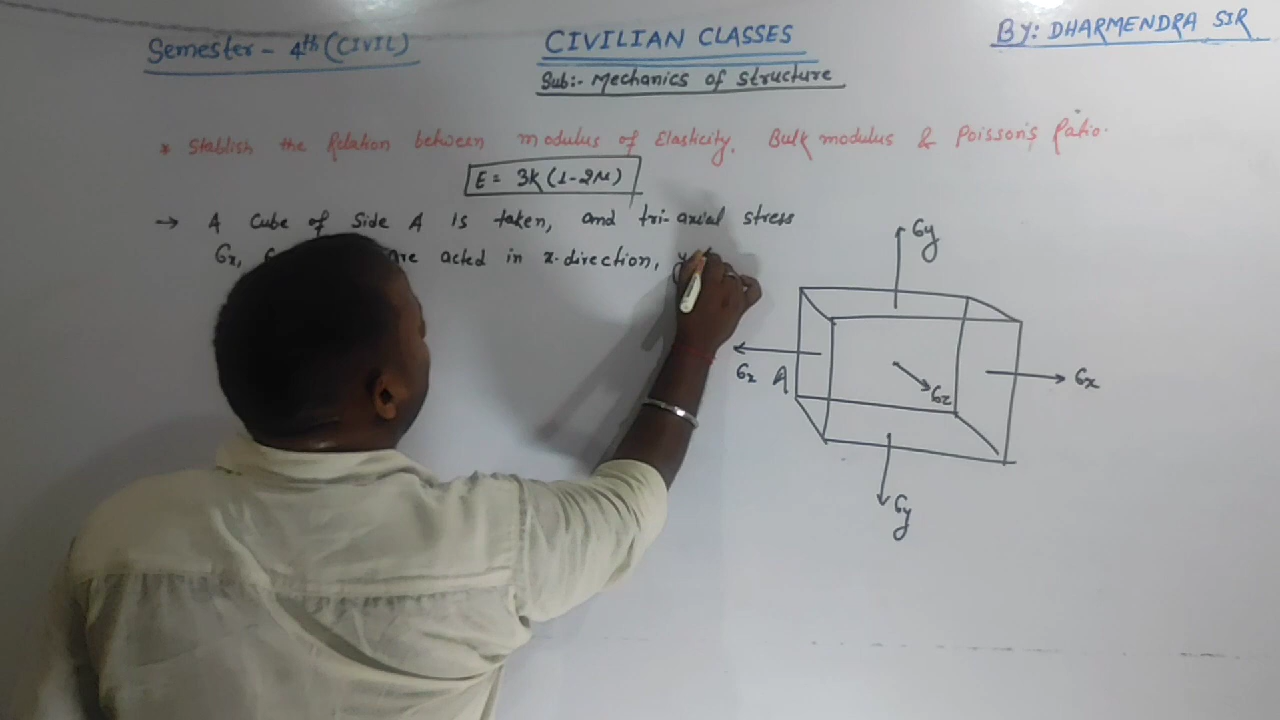 Semester - 4th (CIVIL)
CIVILIAN CLASSES
BY: DHARMENDRA SIR
Sub:- Mechanics of structure
* Stablish the Relation between modulus of Elasticity, Bulk modulus & Poisson's Ratio.
E = 3K (1-2μ)
→ A Cube of Side A is taken, and tri-axial stress
σx, are acted in x-direction,
σy
σx A
σz
σx
σy